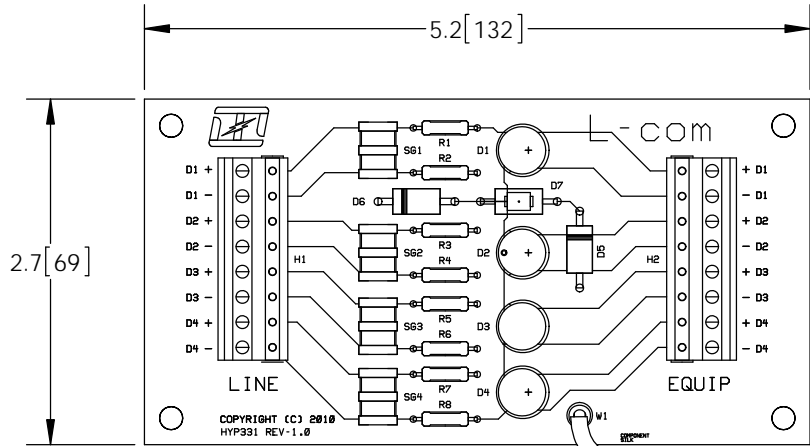 5.2[132]
2.7[69]
L-com
D1 +
D1 -
D2 +
D2 -
D3 +
D3 -
D4 +
D4 -
LINE
H1
SG1
SG2
SG3
SG4
R1
R2
R3
R4
R5
R6
R7
R8
D6
D7
D5
D1
D2
D3
D4
H2
+ D1
- D1
+ D2
- D2
+ D3
- D3
+ D4
- D4
EQUIP
W1
COPYRIGHT (C) 2010
HYP331 REV-1.0
COMPONENT
SILK